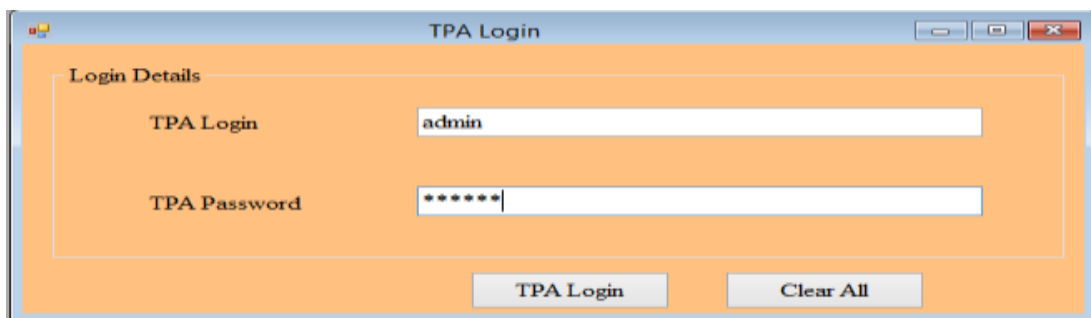 TPA Login
Login Details
TPA Login admin
TPA Password ******
TPA Login Clear All